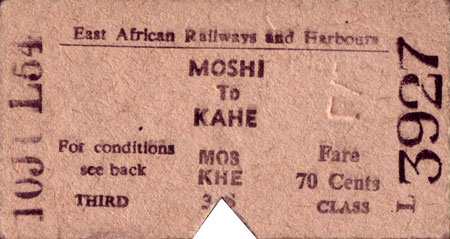 East African Railways and Harbours
MOSHI
To
KAHE
For conditions
see back
MOS
KHE
Fare
70 Cents
THIRD
3rd
CLASS
L 3927